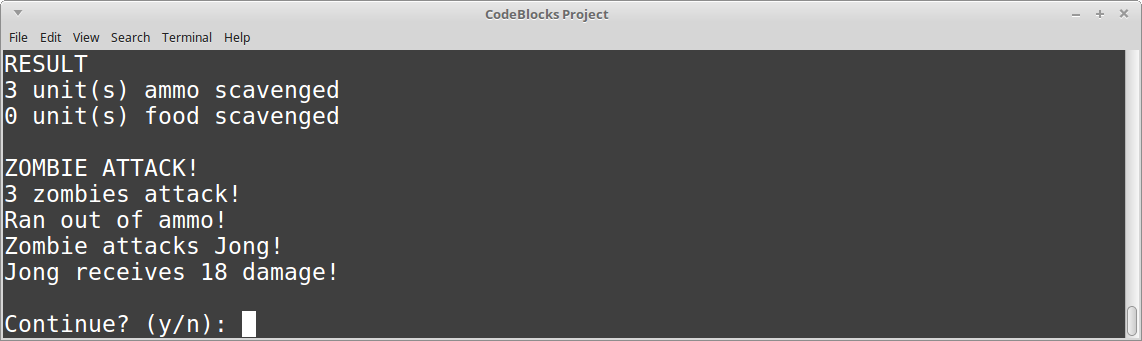 CodeBlocks Project
File Edit View Search Terminal Help
RESULT
3 unit(s) ammo scavenged
0 unit(s) food scavenged
ZOMBIE ATTACK!
3 zombies attack!
Ran out of ammo!
Zombie attacks Jong!
Jong receives 18 damage!
Continue? (y/n):